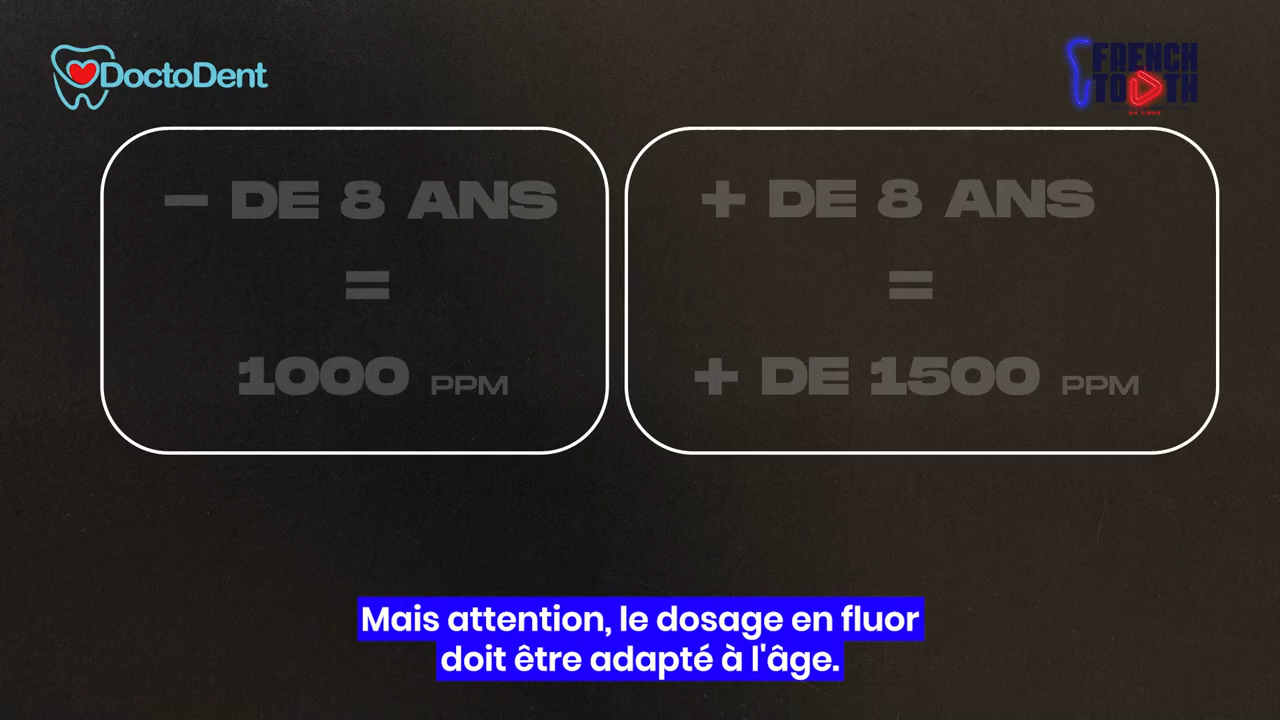 DoctoDent
FRENCH
TOOTH
− DE 8 ANS
=
1000 PPM
+ DE 8 ANS
=
+ DE 1500 PPM
Mais attention, le dosage en fluor
doit être adapté à l'âge.